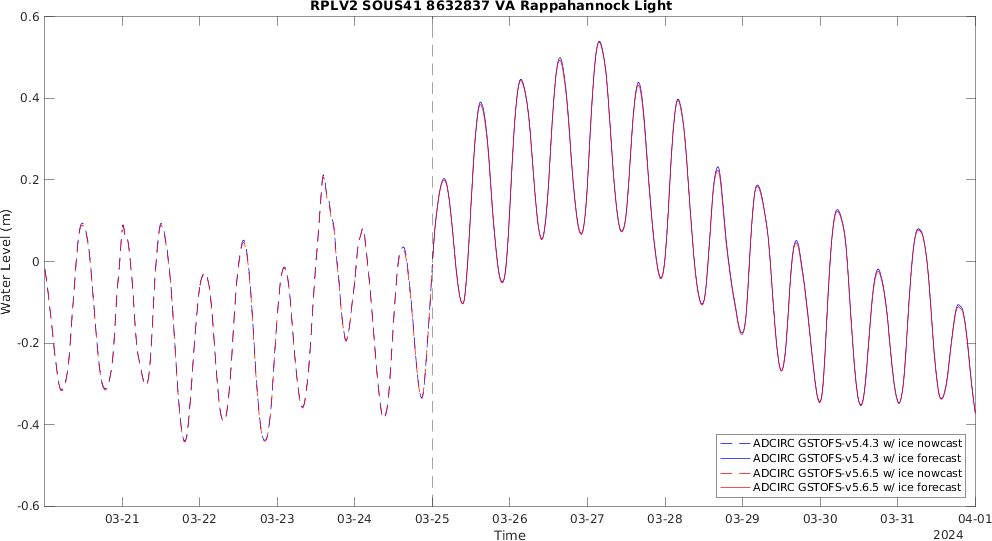 RPLV2 SOUS41 8632837 VA Rappahannock Light
0.6
0.4
0.2
0
-0.2
-0.4
-0.6
Water Level (m)
03-21 03-22 03-23 03-24 03-25 03-26 03-27 03-28 03-29 03-30 03-31 04-01
Time
2024
ADCIRC GSTOFS-v5.4.3 w/ ice nowcast
ADCIRC GSTOFS-v5.4.3 w/ ice forecast
ADCIRC GSTOFS-v5.6.5 w/ ice nowcast
ADCIRC GSTOFS-v5.6.5 w/ ice forecast